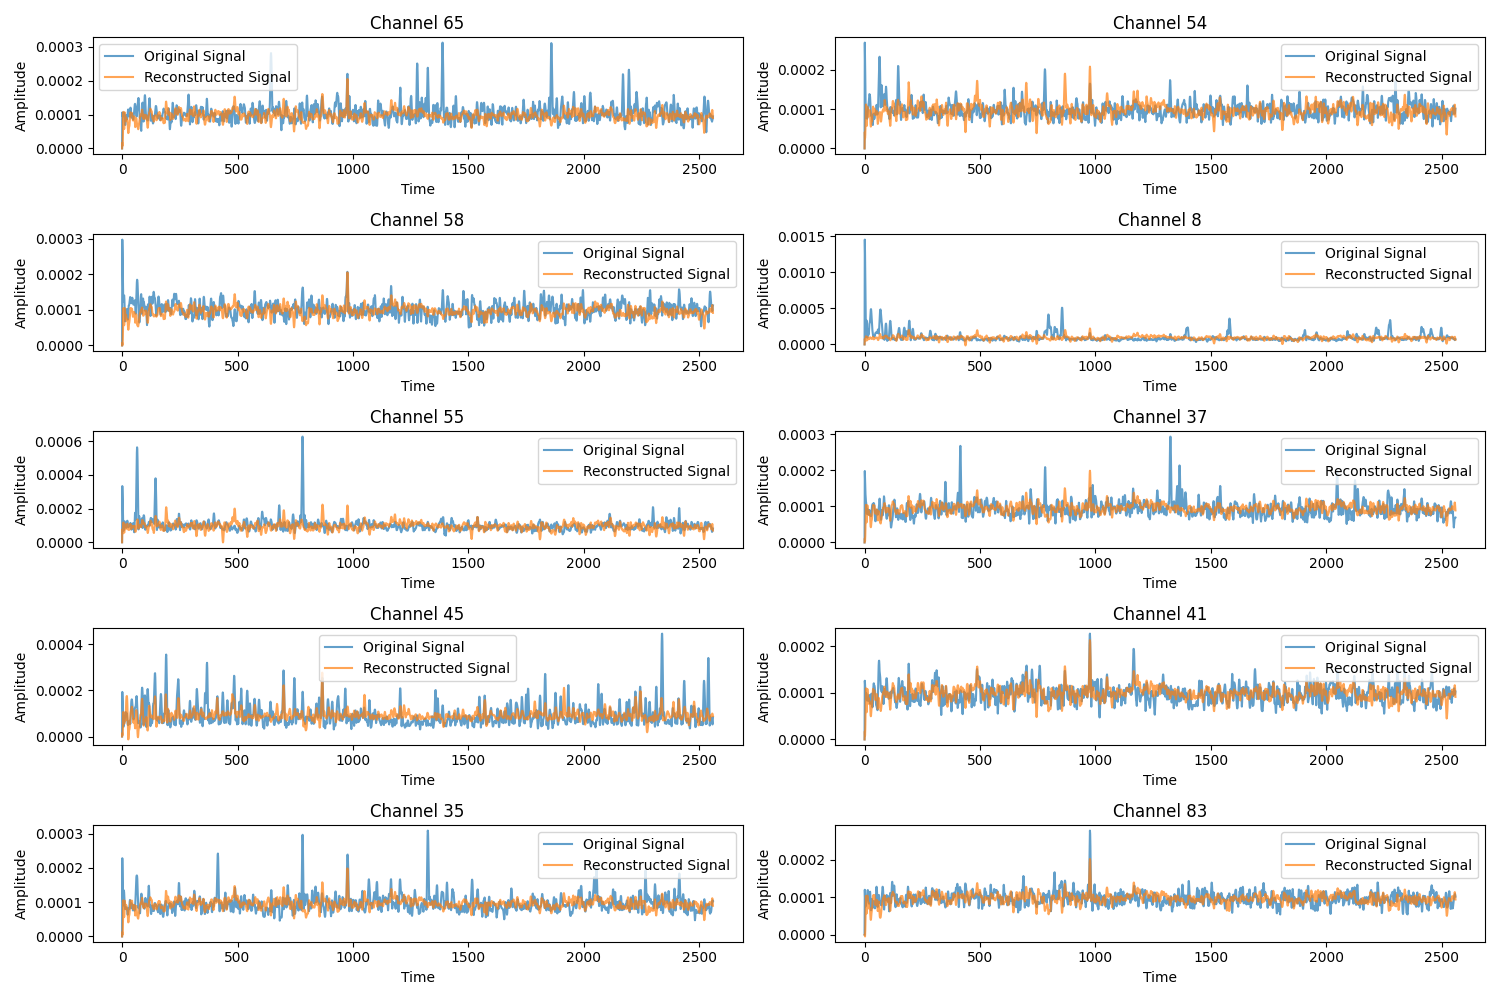 Channel 65
0.0003
0.0002
0.0001
0.0000
Amplitude
Original Signal
Reconstructed Signal
0 500 1000 1500 2000 2500
Time
Channel 54
0.0002
0.0001
0.0000
Amplitude
Original Signal
Reconstructed Signal
0 500 1000 1500 2000 2500
Time
Channel 58
0.0003
0.0002
0.0001
0.0000
Amplitude
Original Signal
Reconstructed Signal
0 500 1000 1500 2000 2500
Time
Channel 8
0.0015
0.0010
0.0005
0.0000
Amplitude
Original Signal
Reconstructed Signal
0 500 1000 1500 2000 2500
Time
Channel 55
0.0006
0.0004
0.0002
0.0000
Amplitude
Original Signal
Reconstructed Signal
0 500 1000 1500 2000 2500
Time
Channel 37
0.0003
0.0002
0.0001
0.0000
Amplitude
Original Signal
Reconstructed Signal
0 500 1000 1500 2000 2500
Time
Channel 45
0.0004
0.0002
0.0000
Amplitude
Original Signal
Reconstructed Signal
0 500 1000 1500 2000 2500
Time
Channel 41
0.0002
0.0001
0.0000
Amplitude
Original Signal
Reconstructed Signal
0 500 1000 1500 2000 2500
Time
Channel 35
0.0003
0.0002
0.0001
0.0000
Amplitude
Original Signal
Reconstructed Signal
0 500 1000 1500 2000 2500
Time
Channel 83
0.0002
0.0001
0.0000
Amplitude
Original Signal
Reconstructed Signal
0 500 1000 1500 2000 2500
Time